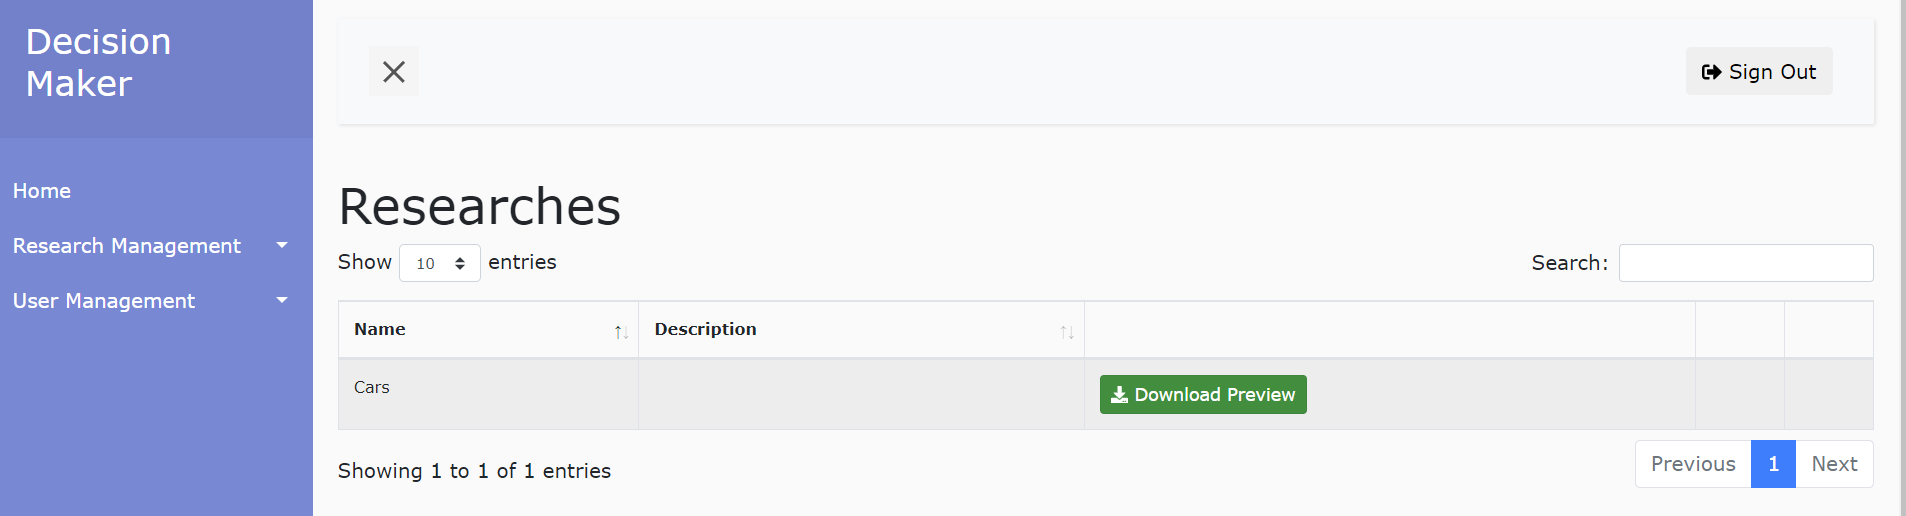 Decision
Maker
Sign Out
Home
Research Management
User Management
Researches
Show 10 entries
Search:
Name Description
Cars Download Preview
Showing 1 to 1 of 1 entries
Previous 1 Next